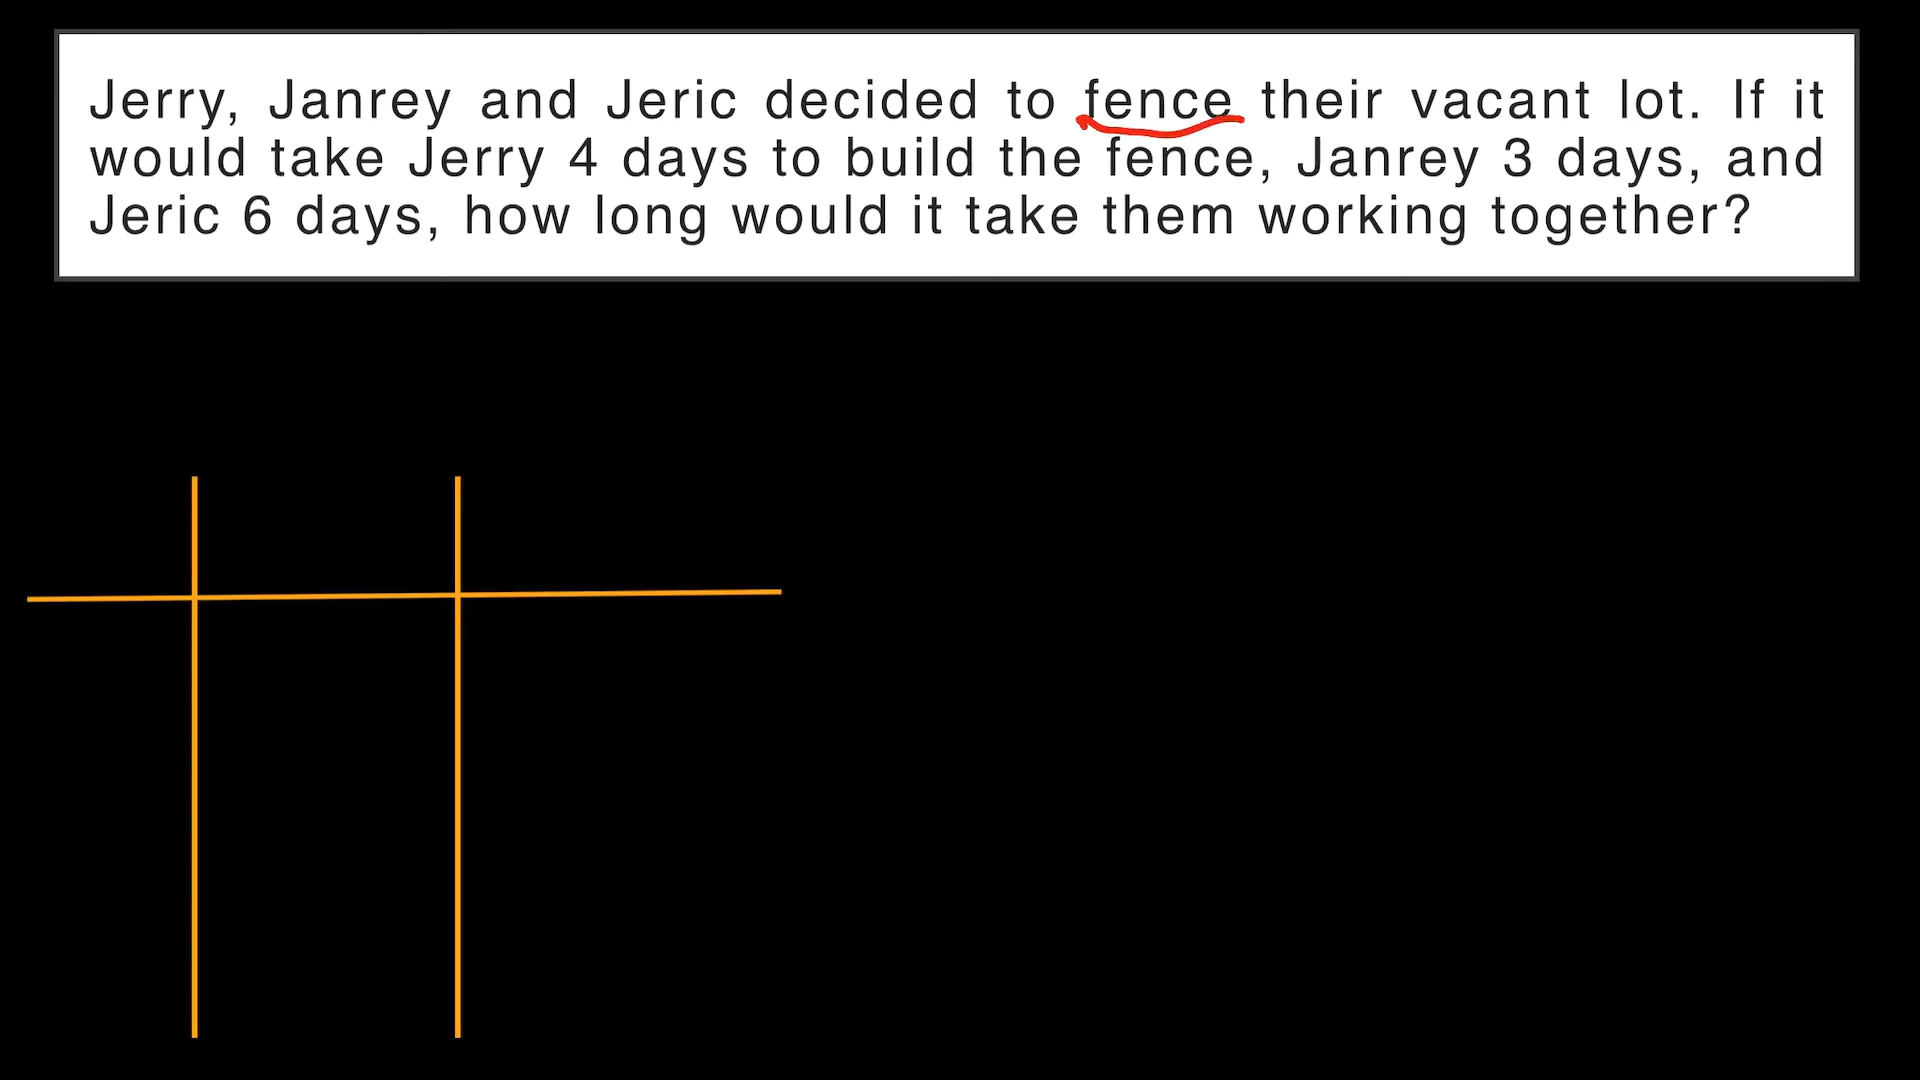 Jerry, Janrey and Jeric decided to fence their vacant lot. If it
would take Jerry 4 days to build the fence, Janrey 3 days, and
Jeric 6 days, how long would it take them working together?